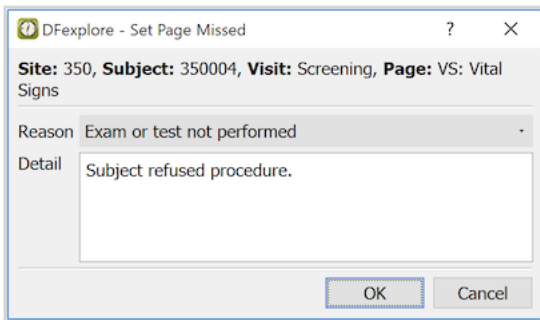 DFexplore - Set Page Missed ? ×
Site: 350, Subject: 350004, Visit: Screening, Page: VS: Vital
Signs
Reason Exam or test not performed
Detail Subject refused procedure.
OK Cancel